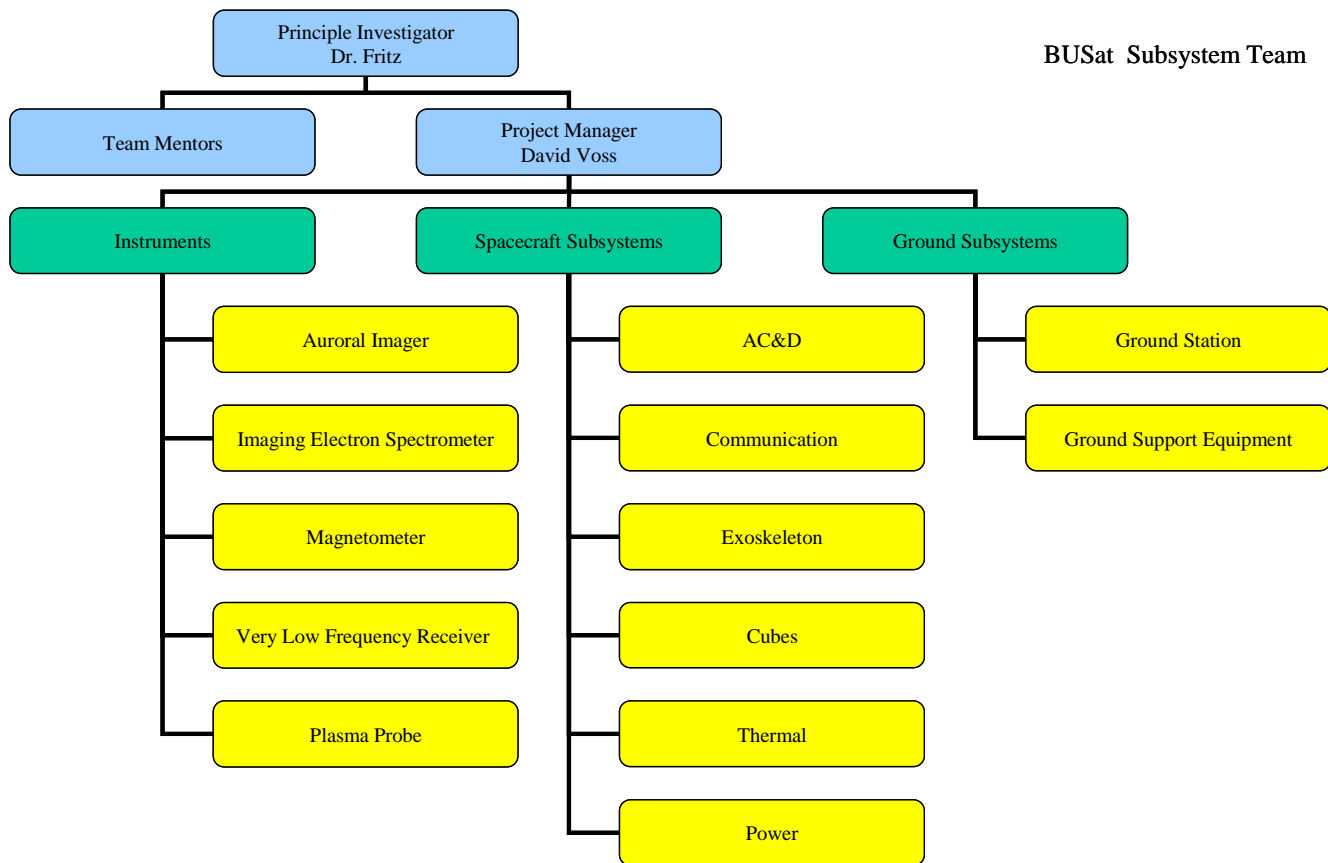 Principle Investigator
Dr. Fritz
BUSat  Subsystem Team
Team Mentors
Project Manager
David Voss
Instruments
Spacecraft Subsystems
Ground Subsystems
Auroral Imager
AC&D
Ground Station
Imaging Electron Spectrometer
Communication
Ground Support Equipment
Magnetometer
Exoskeleton
Very Low Frequency Receiver
Cubes
Plasma Probe
Thermal
Power